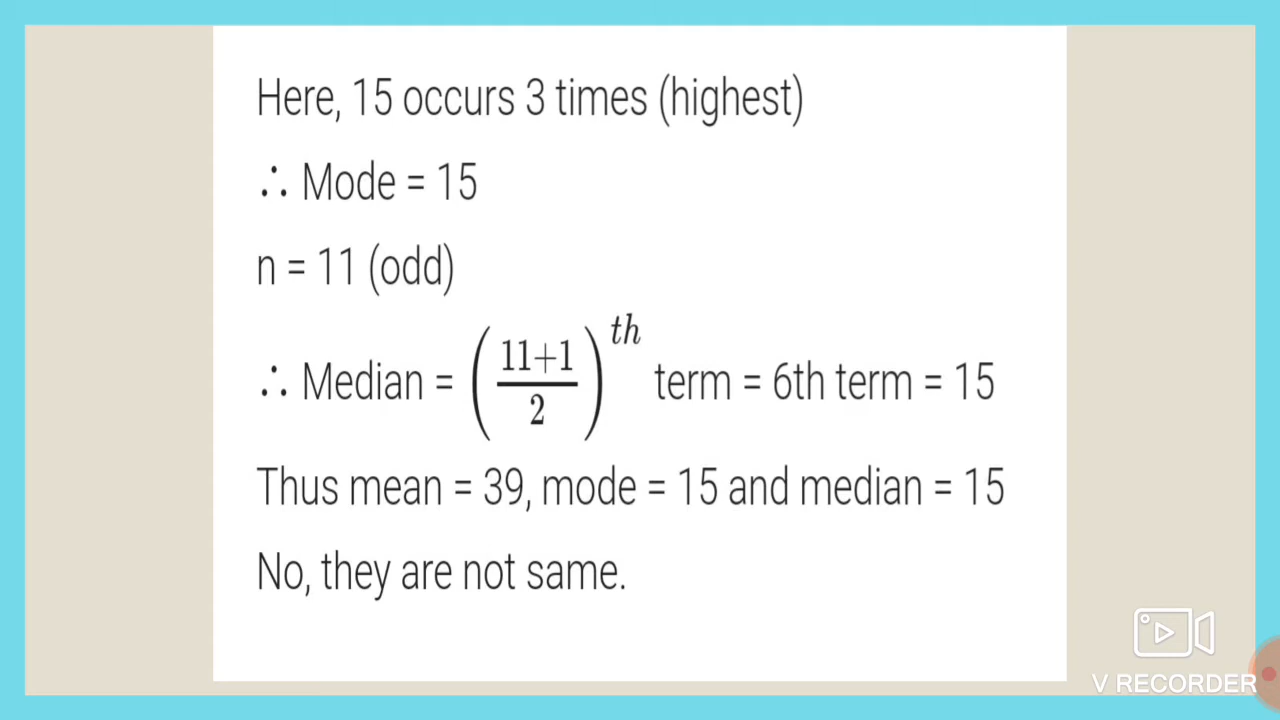 Here, 15 occurs 3 times (highest)
∴ Mode = 15
n = 11 (odd)
∴ Median = (11+1/2)^th term = 6th term = 15
Thus mean = 39, mode = 15 and median = 15
No, they are not same.
V RECORDER